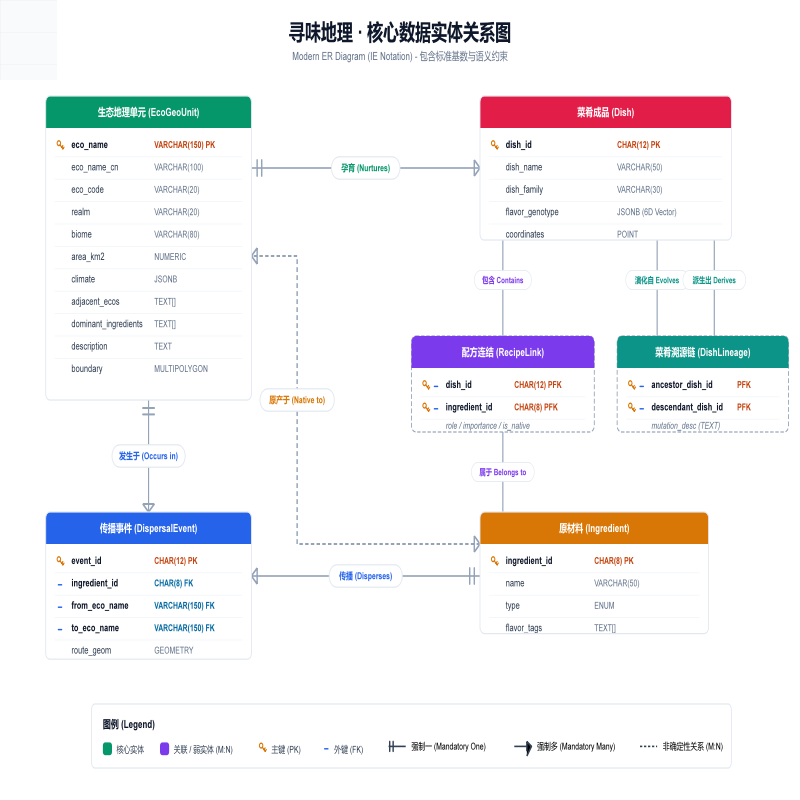 寻味地理 · 核心数据实体关系图
Modern ER Diagram (IE Notation) - 包含标准基数与语义约束
生态地理单元 (EcoGeoUnit)
eco_name VARCHAR(150) PK
eco_name_cn VARCHAR(100)
eco_code VARCHAR(20)
realm VARCHAR(20)
biome VARCHAR(80)
area_km2 NUMERIC
climate JSONB
adjacent_ecos TEXT[]
dominant_ingredients TEXT[]
description TEXT
boundary MULTIPOLYGON
孕育 (Nurtures)
菜肴成品 (Dish)
dish_id CHAR(12) PK
dish_name VARCHAR(50)
dish_family VARCHAR(30)
flavor_genotype JSONB (6D Vector)
coordinates POINT
包含 Contains
演化自 Evolves
派生出 Derives
配方连结 (RecipeLink)
dish_id CHAR(12) PFK
ingredient_id CHAR(8) PFK
role / importance / is_native
菜肴溯源链 (DishLineage)
ancestor_dish_id PFK
descendant_dish_id PFK
mutation_desc (TEXT)
原产于 (Native to)
发生于 (Occurs in)
属于 Belongs to
传播事件 (DispersalEvent)
event_id CHAR(12) PK
ingredient_id CHAR(8) FK
from_eco_name VARCHAR(150) FK
to_eco_name VARCHAR(150) FK
route_geom GEOMETRY
传播 (Disperses)
原材料 (Ingredient)
ingredient_id CHAR(8) PK
name VARCHAR(50)
type ENUM
flavor_tags TEXT[]
图例 (Legend)
核心实体 关联 / 弱实体 (M:N) 主键 (PK) 外键 (FK) 强制一 (Mandatory One) 强制多 (Mandatory Many) 非确定性关系 (M:N)